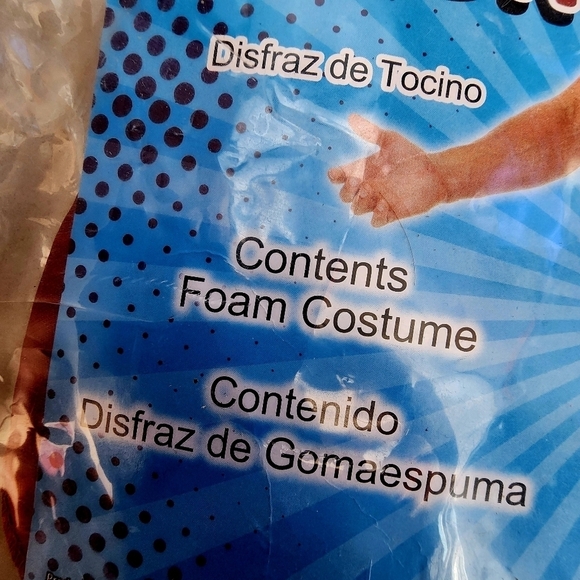 Disfraz de Tocino
Contents
Foam Costume
Contenido
Disfraz de Gomaespuma